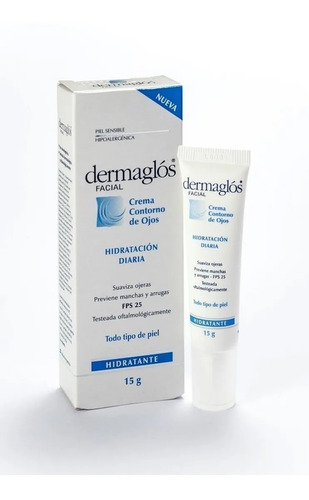 NUEVA
PIEL SENSIBLE
HIPOALERGÉNICA
dermaglós®
FACIAL
Crema
Contorno
de Ojos
HIDRATACIÓN
DIARIA
Suaviza ojeras
Previene manchas y arrugas
FPS 25
Testeada oftalmológicamente
Todo tipo de piel
HIDRATANTE
15 g
dermaglós®
FACIAL
Crema
Contorno
de Ojos
HIDRATACIÓN
DIARIA
Suaviza ojeras
Previene manchas
y arrugas - FPS 25
Testeada
oftalmológicamente
Todo tipo de piel
HIDRATANTE
15 g